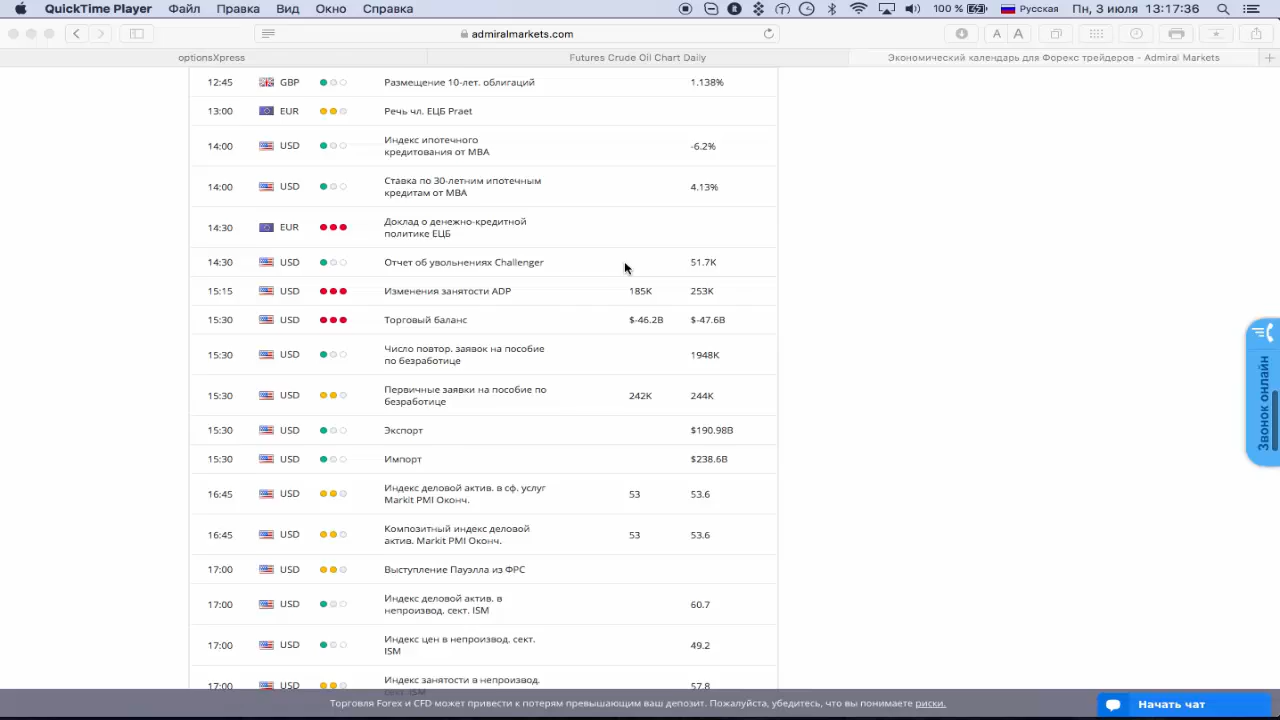 QuickTime Player Файл Правка Вид Окно Справка 100 % Русская Пн, 3 июля 13:17:36
admiralmarkets.com A A
optionsXpress Futures Crude Oil Chart Daily Экономический календарь для Форекс трейдеров - Admiral Markets
12:45 GBP Размещение 10-лет. облигаций 1.138%
13:00 EUR Речь чл. ЕЦБ Praet
14:00 USD Индекс ипотечного -6.2%
кредитования от MBA
14:00 USD Ставка по 30-летним ипотечным 4.13%
кредитам от MBA
14:30 EUR Доклад о денежно-кредитной
политике ЕЦБ
14:30 USD Отчет об увольнениях Challenger 51.7K
15:15 USD Изменения занятости ADP 185K 253K
15:30 USD Торговый баланс $-46.2B $-47.6B
15:30 USD Число повтор. заявок на пособие 1948K
по безработице
15:30 USD Первичные заявки на пособие по 242K 244K
безработице
15:30 USD Экспорт $190.98B
15:30 USD Импорт $238.6B
16:45 USD Индекс деловой актив. в сф. услуг 53 53.6
Markit PMI Оконч.
16:45 USD Композитный индекс деловой 53 53.6
актив. Markit PMI Оконч.
17:00 USD Выступление Пауэлла из ФРС
17:00 USD Индекс деловой актив. в 60.7
непроизвод. сект. ISM
17:00 USD Индекс цен в непроизвод. сект. 49.2
ISM
17:00 USD Индекс занятости в непроизвод. 57.8
сект. ISM
Звонок онлайн
Торговля Forex и CFD может привести к потерям превышающим ваш депозит. Пожалуйста, убедитесь, что вы понимаете риски.
Начать чат